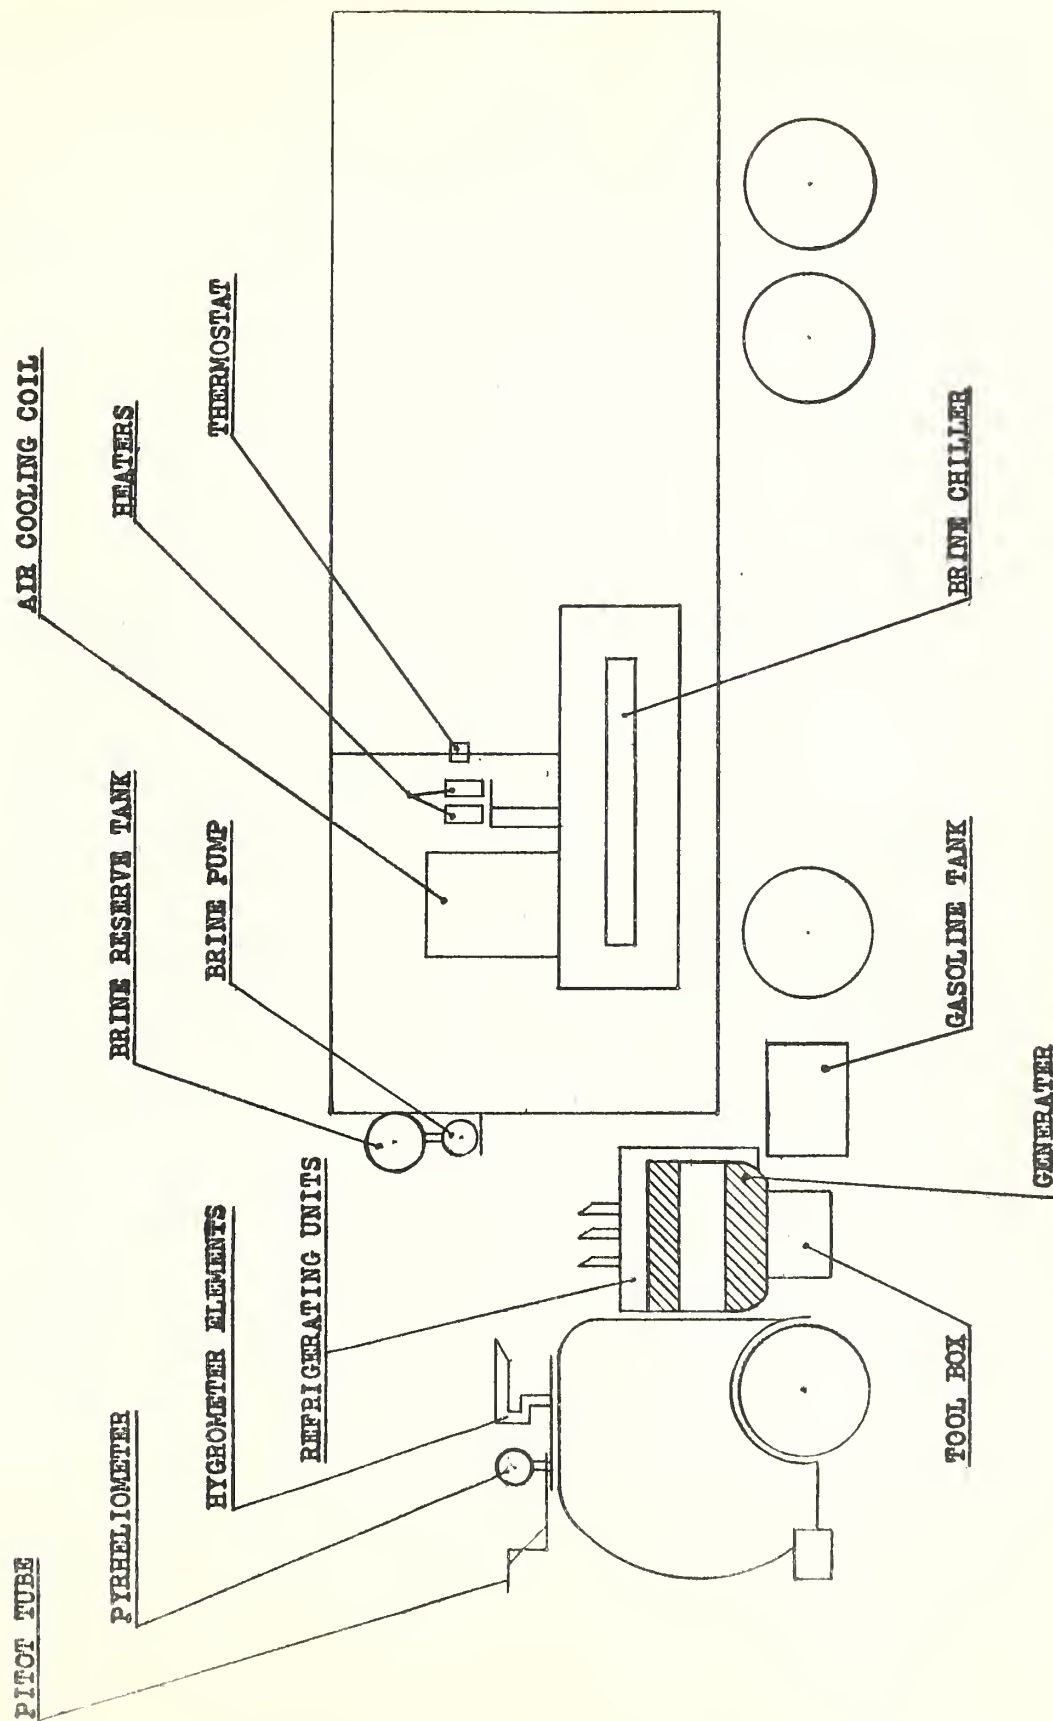 PITOT TUBE
PYRHELIOMETER
HYGROMETER ELEMENTS
REFRIGERATING UNITS
BRINE RESERVE TANK
BRINE PUMP
AIR COOLING COIL
HEATERS
THERMOSTAT
TOOL BOX
GENERATER
GASOLINE TANK
BRINE CHILLER